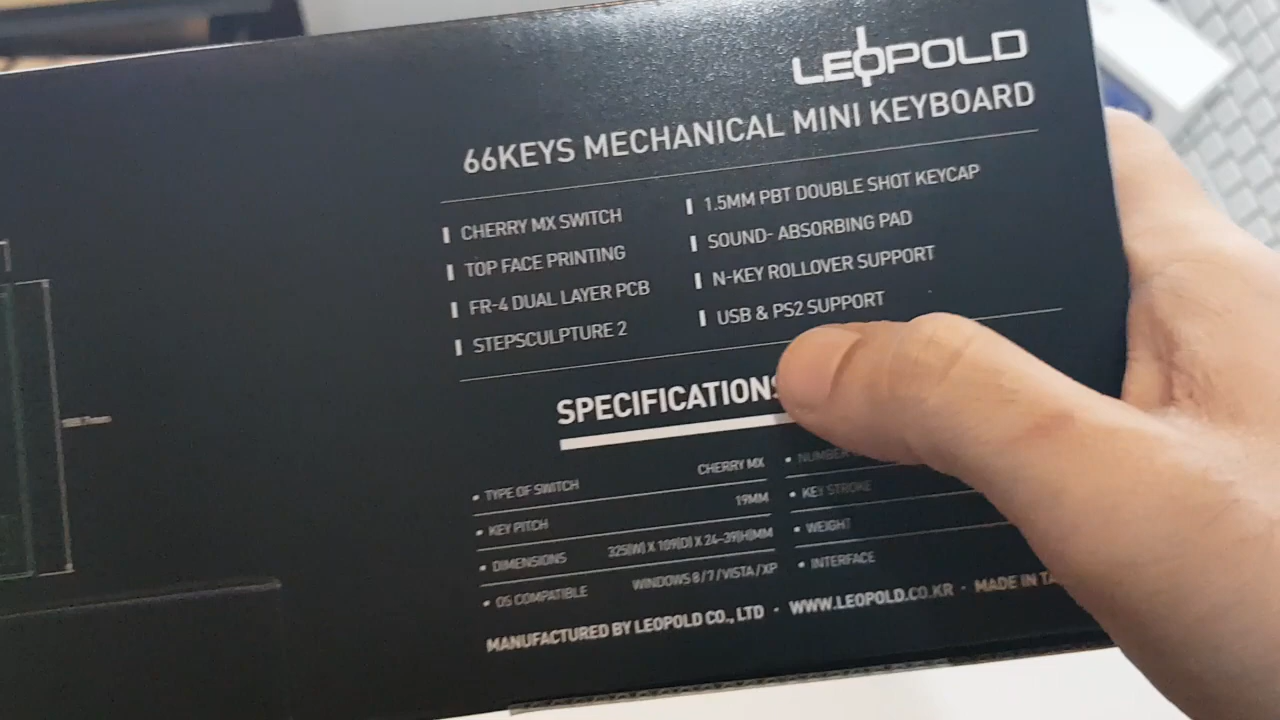 LEOPOLD
66KEYS MECHANICAL MINI KEYBOARD
CHERRY MX SWITCH
TOP FACE PRINTING
FR-4 DUAL LAYER PCB
STEPSCULPTURE 2
1.5MM PBT DOUBLE SHOT KEYCAP
SOUND- ABSORBING PAD
N-KEY ROLLOVER SUPPORT
USB & PS2 SUPPORT
SPECIFICATIONS
• TYPE OF SWITCH CHERRY MX
• KEY PITCH 19MM
• DIMENSIONS 325(W) X 109(D) X 24-39(H)MM
• OS COMPATIBLE WINDOWS 8/7/VISTA/XP
• NUMBER
• KEY STROKE
• WEIGHT
• INTERFACE
MANUFACTURED BY LEOPOLD CO., LTD · WWW.LEOPOLD.CO.KR · MADE IN